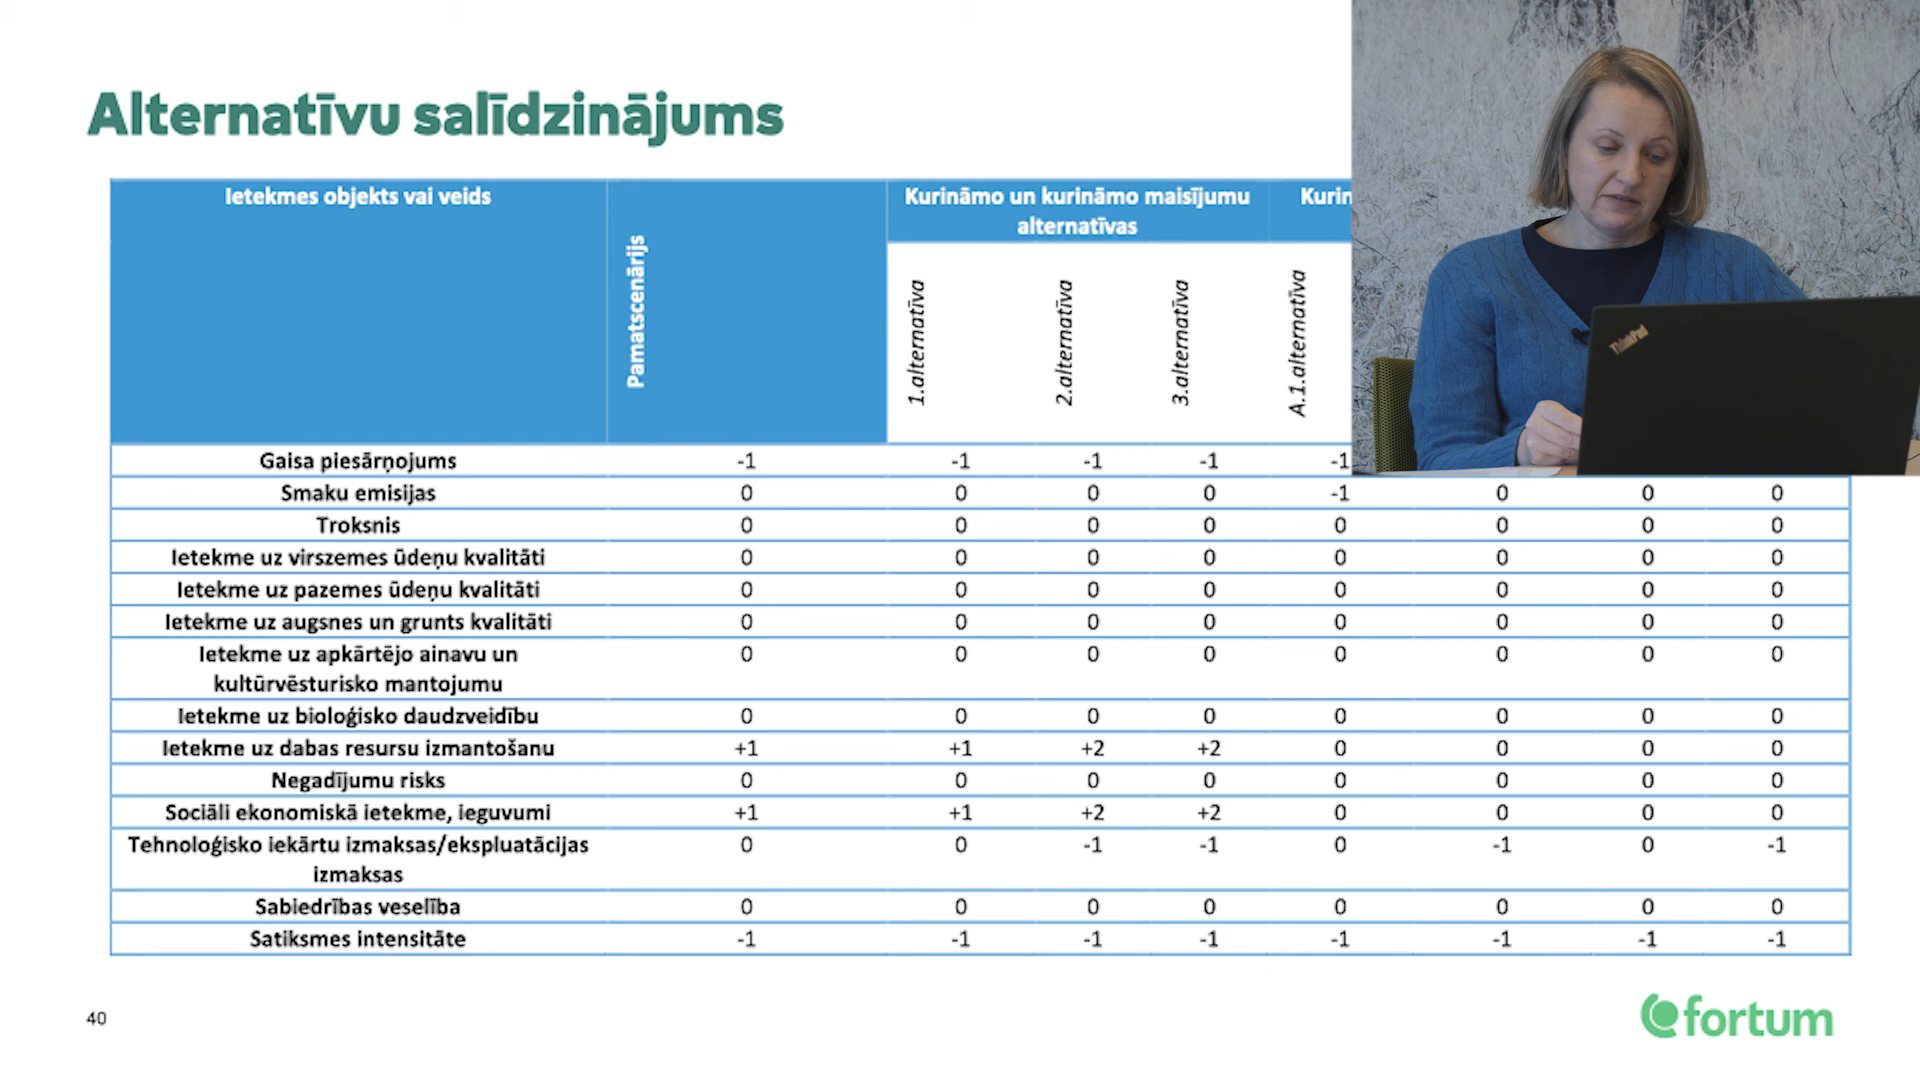 Alternatīvu salīdzinājums
Ietekmes objekts vai veids
Pamatscenārijs
Kurināmo un kurināmo maisījumu
alternatīvas
1.alternatīva
2.alternatīva
3.alternatīva
A.1.alternatīva
ThinkPad
Gaisa piesārņojums -1 -1 -1 -1 -1
Smaku emisijas 0 0 0 0 -1 0 0 0
Troksnis 0 0 0 0 0 0 0 0
Ietekme uz virszemes ūdeņu kvalitāti 0 0 0 0 0 0 0 0
Ietekme uz pazemes ūdeņu kvalitāti 0 0 0 0 0 0 0 0
Ietekme uz augsnes un grunts kvalitāti 0 0 0 0 0 0 0 0
Ietekme uz apkārtējo ainavu un 0 0 0 0 0 0 0 0
kultūrvēsturisko mantojumu
Ietekme uz bioloģisko daudzveidību 0 0 0 0 0 0 0 0
Ietekme uz dabas resursu izmantošanu +1 +1 +2 +2 0 0 0 0
Negadījumu risks 0 0 0 0 0 0 0 0
Sociāli ekonomiskā ietekme, ieguvumi +1 +1 +2 +2 0 0 0 0
Tehnoloģisko iekārtu izmaksas/ekspluatācijas 0 0 -1 -1 0 -1 0 -1
izmaksas
Sabiedrības veselība 0 0 0 0 0 0 0 0
Satiksmes intensitāte -1 -1 -1 -1 -1 -1 -1 -1
40
fortum